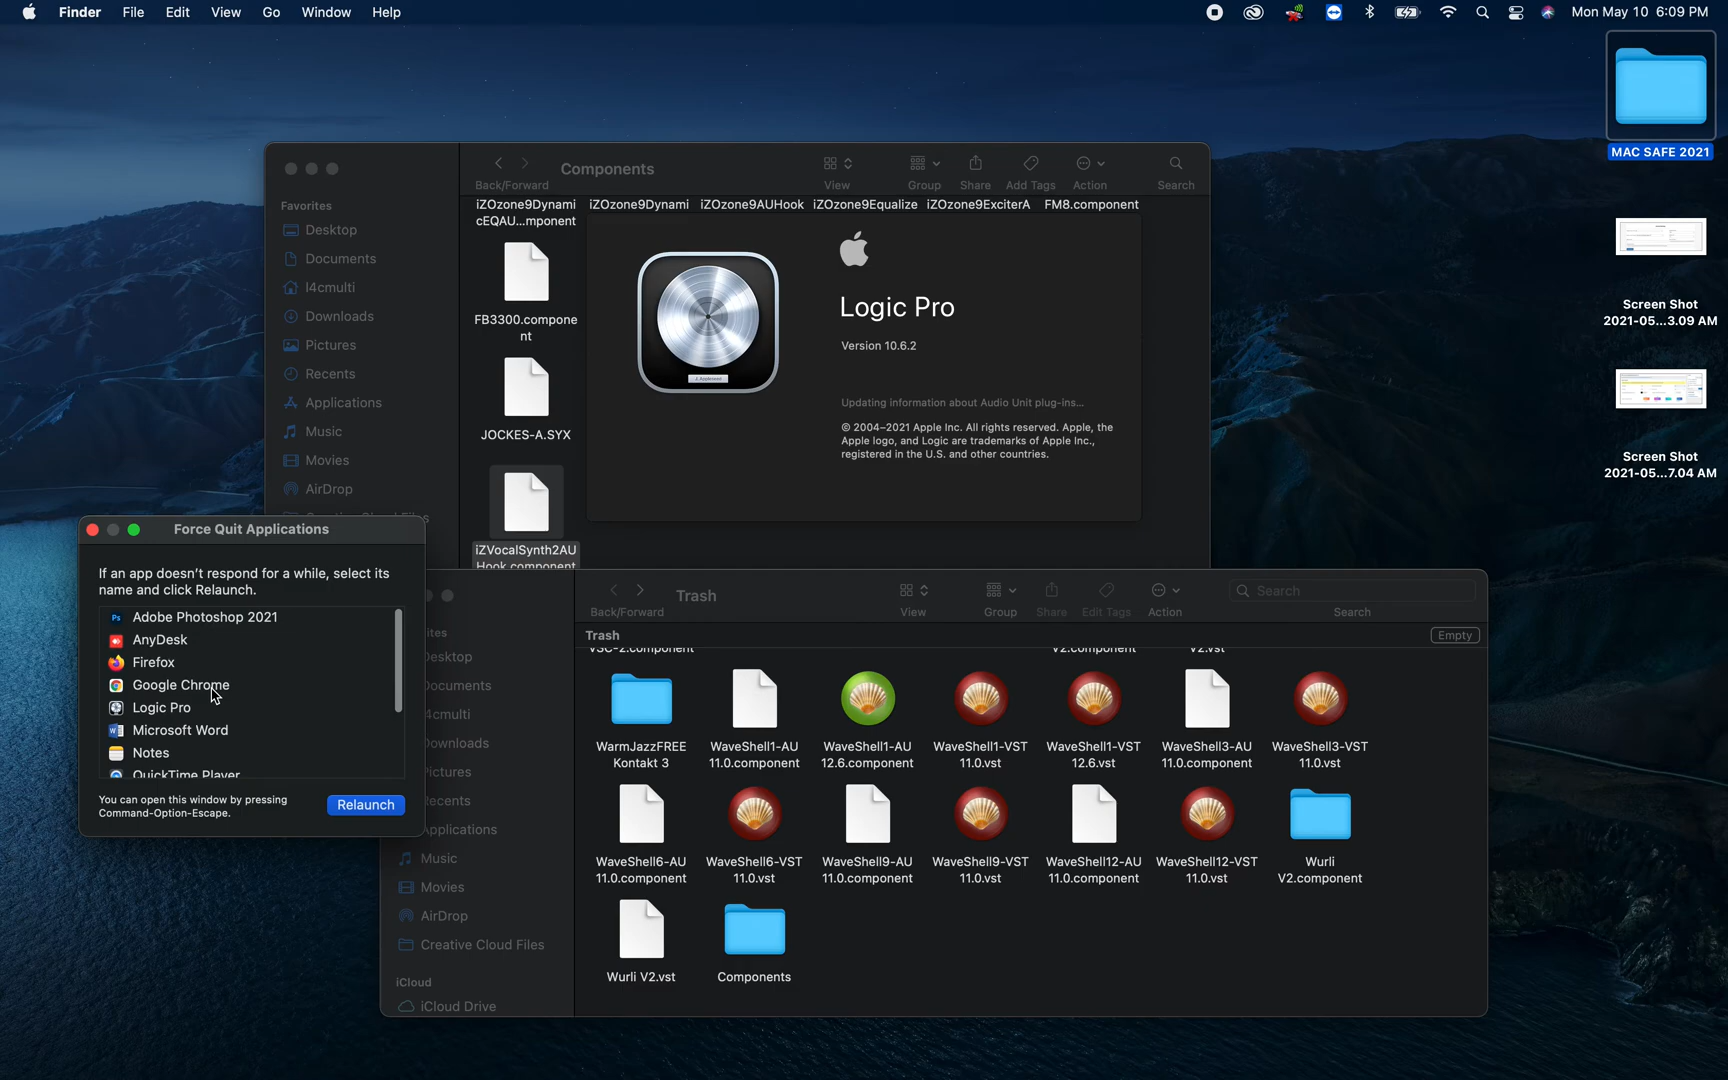 Finder File Edit View Go Window Help
Mon May 10 6:09 PM
MAC SAFE 2021
Screen Shot
2021-05...3.09 AM
Screen Shot
2021-05...7.04 AM
Back/Forward
Components
View
Group
Share
Add Tags
Action
Search
Favorites
Desktop
Documents
l4cmulti
Downloads
Pictures
Recents
Applications
Music
Movies
AirDrop
iZOzone9Dynami
cEQAU...mponent
iZOzone9Dynami
iZOzone9AUHook
iZOzone9Equalize
iZOzone9ExciterA
FM8.component
FB3300.compone
nt
JOCKES-A.SYX
iZVocalSynth2AU
Hook.component
Logic Pro
Version 10.6.2
Updating information about Audio Unit plug-ins...
© 2004–2021 Apple Inc. All rights reserved. Apple, the
Apple logo, and Logic are trademarks of Apple Inc.,
registered in the U.S. and other countries.
Force Quit Applications
If an app doesn't respond for a while, select its
name and click Relaunch.
Adobe Photoshop 2021
AnyDesk
Firefox
Google Chrome
Logic Pro
Microsoft Word
Notes
QuickTime Player
You can open this window by pressing
Command-Option-Escape.
Relaunch
Back/Forward
Trash
View
Group
Share
Edit Tags
Action
Search
Search
Trash
Empty
ites
esktop
ocuments
4cmulti
ownloads
ictures
ecents
pplications
Music
Movies
AirDrop
Creative Cloud Files
iCloud
iCloud Drive
VSC-2.component
V2.component
V2.vst
WarmJazzFREE
Kontakt 3
WaveShell1-AU
11.0.component
WaveShell1-AU
12.6.component
WaveShell1-VST
11.0.vst
WaveShell1-VST
12.6.vst
WaveShell3-AU
11.0.component
WaveShell3-VST
11.0.vst
WaveShell6-AU
11.0.component
WaveShell6-VST
11.0.vst
WaveShell9-AU
11.0.component
WaveShell9-VST
11.0.vst
WaveShell12-AU
11.0.component
WaveShell12-VST
11.0.vst
Wurli
V2.component
Wurli V2.vst
Components